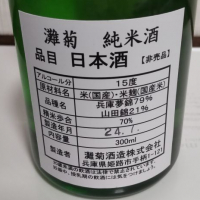 灘菊 純米酒
品目 日本酒 【非売品】
アルコール分 15度
原材料名 米(国産)・米麹(国産米)
品種名 兵庫夢錦79%
山田錦21%
精米歩合 70%
製造年月 24.7.
内容量 300ml
製造者 灘菊酒造株式会社
兵庫県姫路市手柄1-121